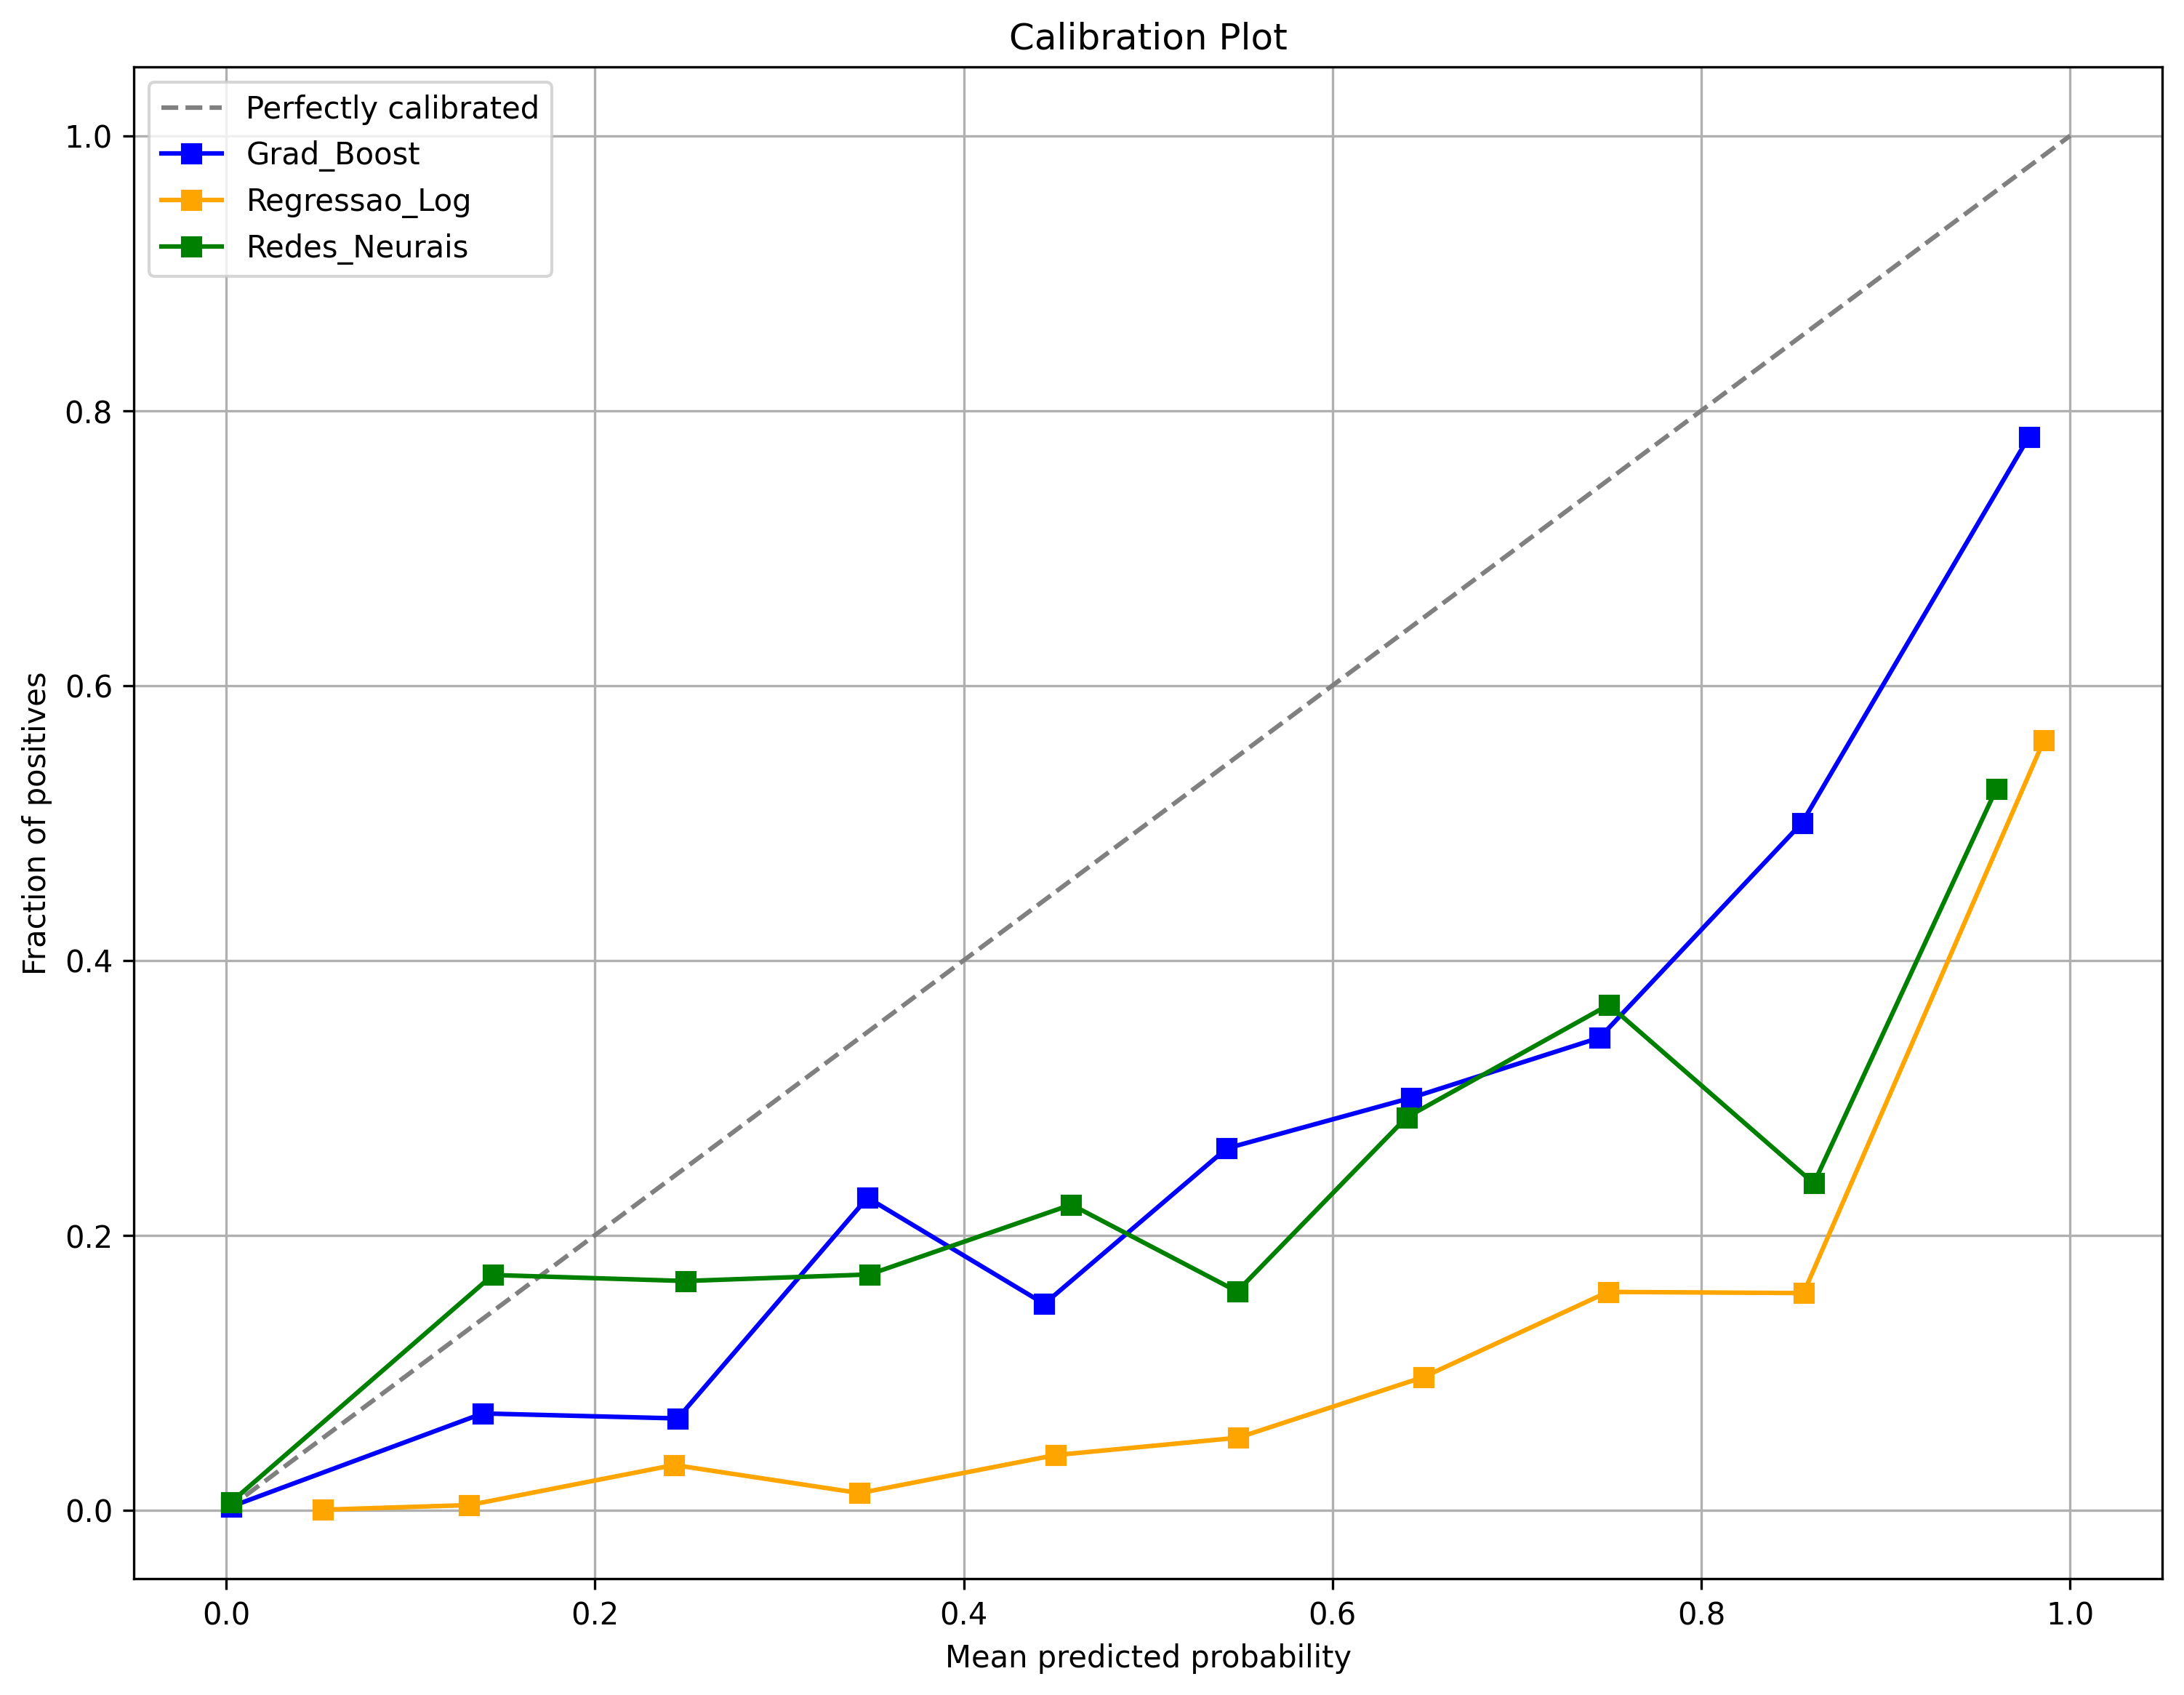 Calibration Plot
Perfectly calibrated
Grad_Boost
Regressao_Log
Redes_Neurais
1.0
0.8
0.6
0.4
0.2
0.0
Fraction of positives
0.0 0.2 0.4 0.6 0.8 1.0
Mean predicted probability